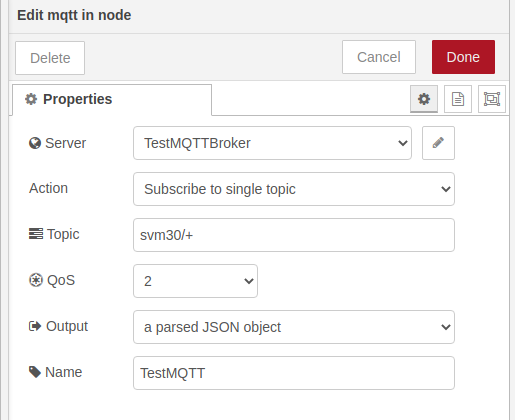 Edit mqtt in node
Delete
Cancel
Done
Properties
Server
TestMQTTBroker
Action
Subscribe to single topic
Topic
svm30/+
QoS
2
Output
a parsed JSON object
Name
TestMQTT